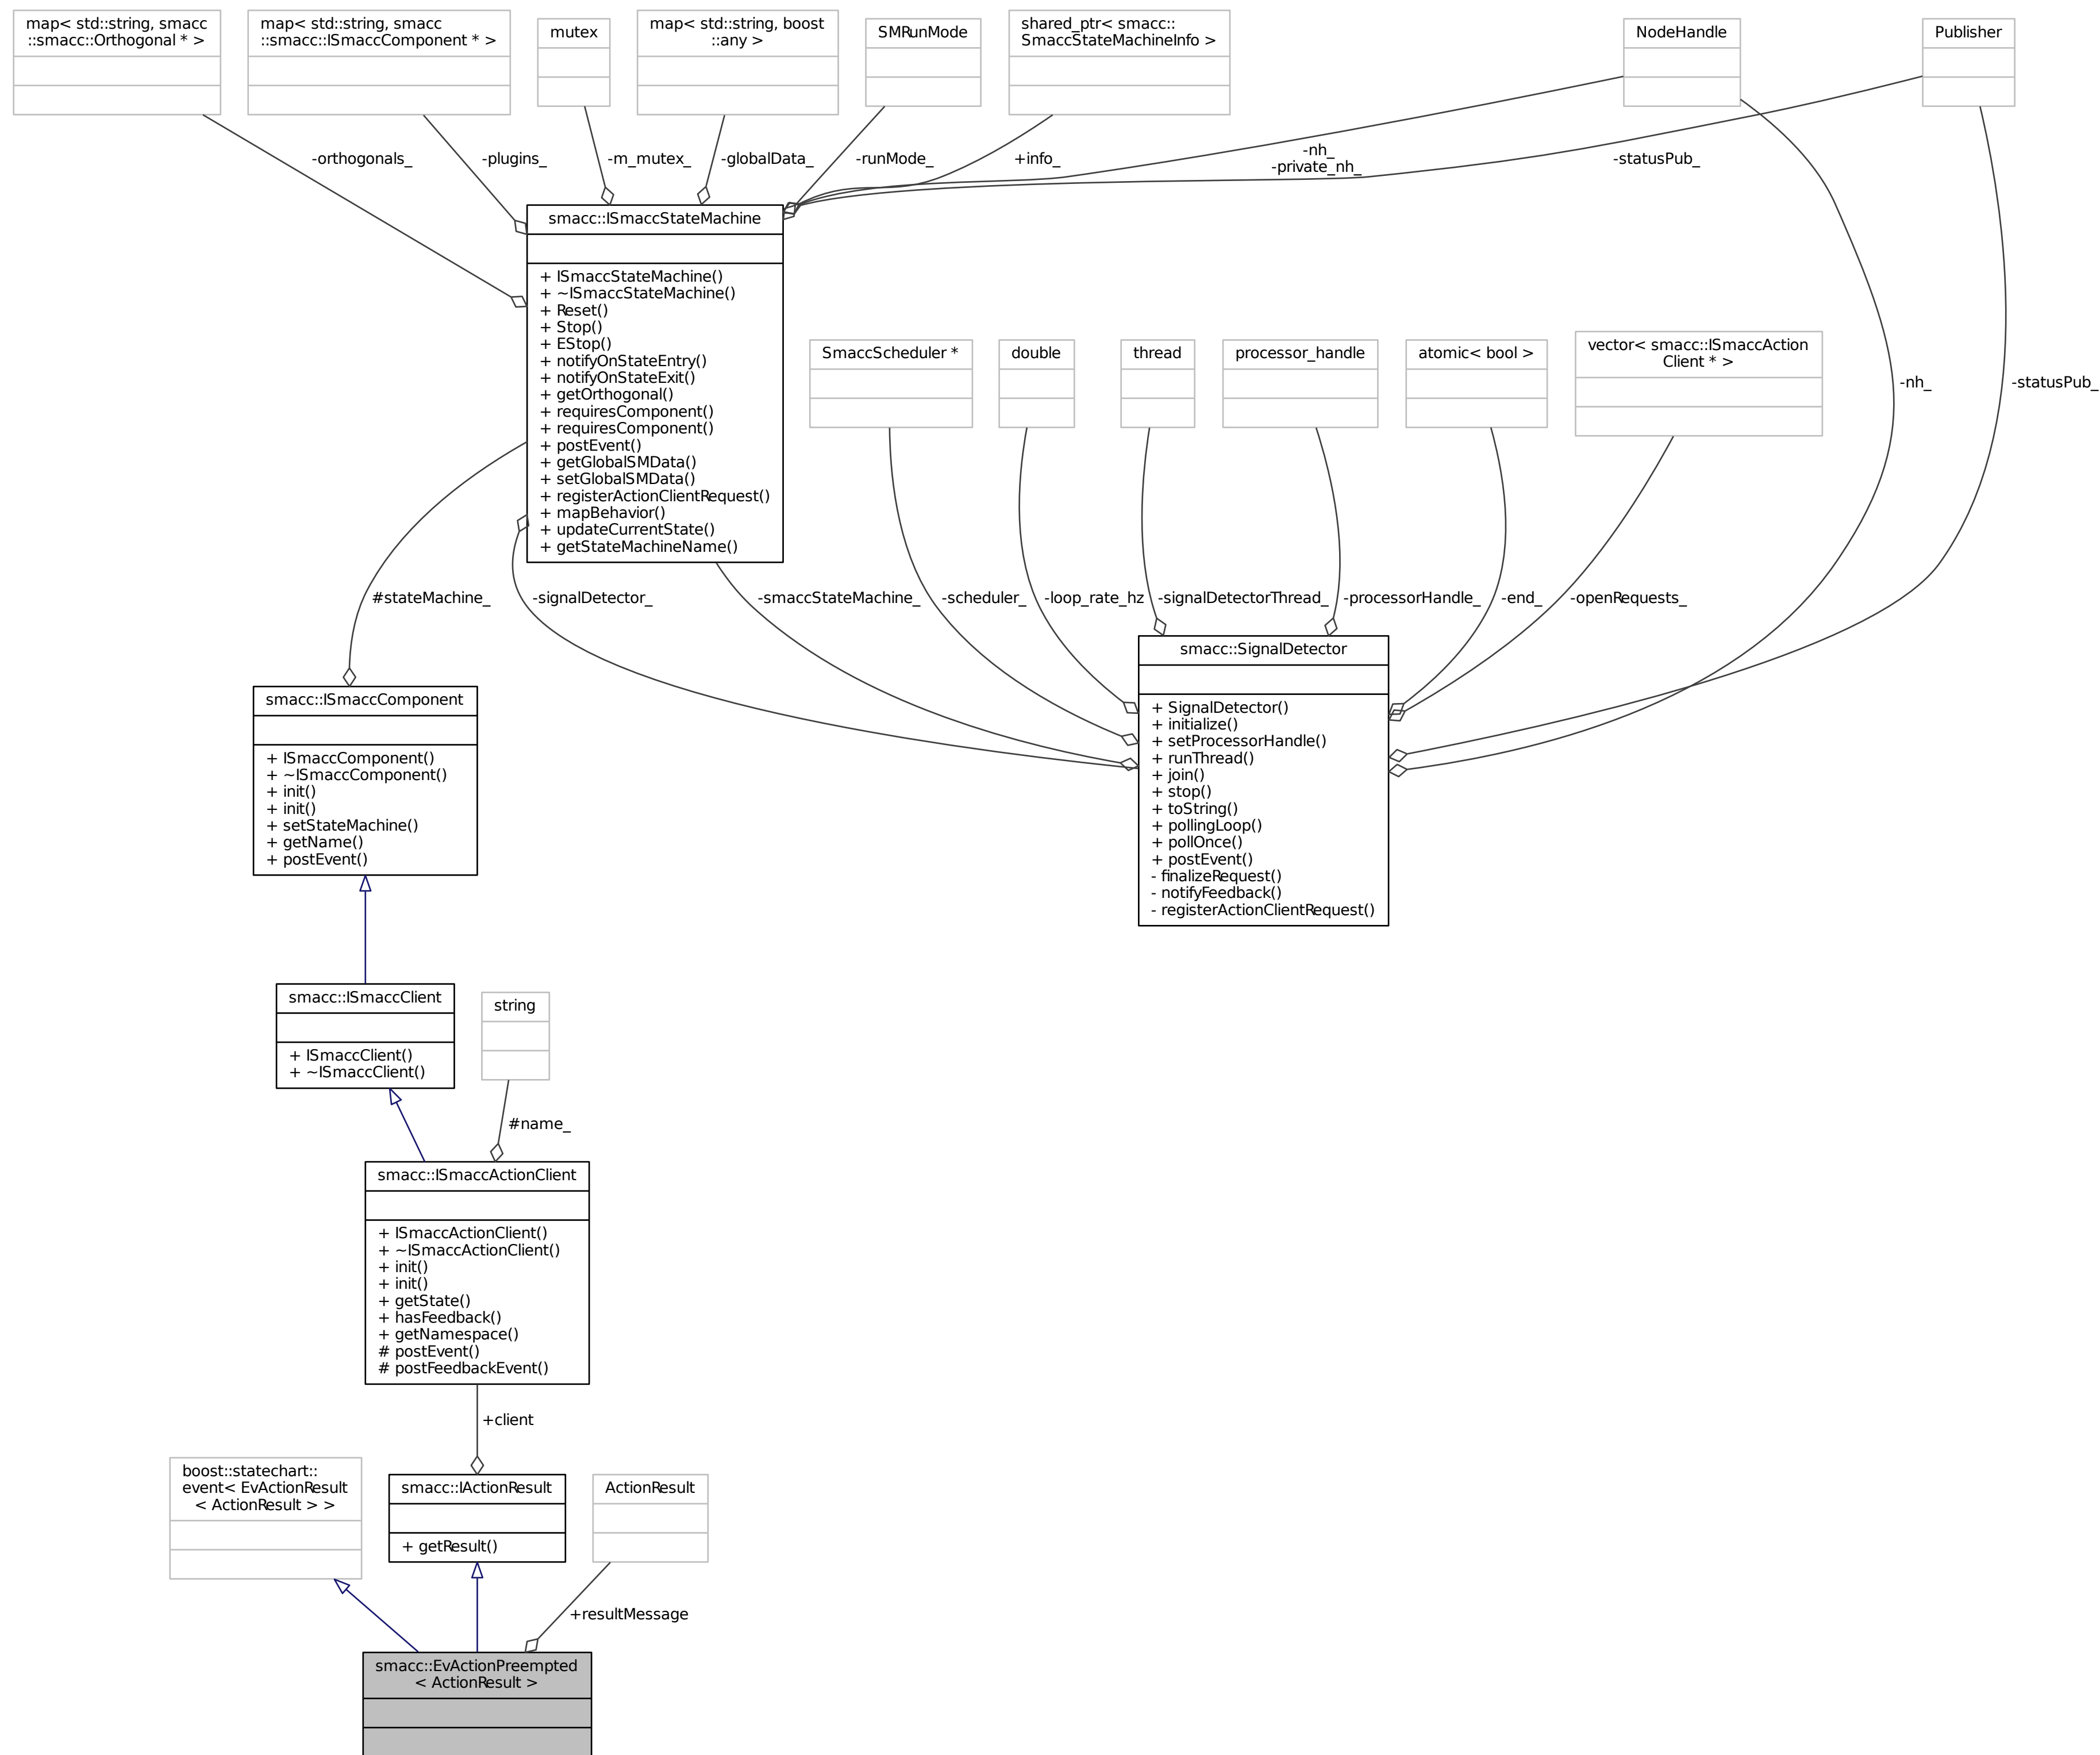 map< std::string, smacc
::smacc::Orthogonal * >
map< std::string, smacc
::smacc::ISmaccComponent * >
mutex
map< std::string, boost
::any >
SMRunMode
shared_ptr< smacc::
SmaccStateMachineInfo >
NodeHandle
Publisher
-orthogonals_
-plugins_
-m_mutex_
-globalData_
-runMode_
+info_
-nh_
-private_nh_
-statusPub_
smacc::ISmaccStateMachine
+ ISmaccStateMachine()
+ ~ISmaccStateMachine()
+ Reset()
+ Stop()
+ EStop()
+ notifyOnStateEntry()
+ notifyOnStateExit()
+ getOrthogonal()
+ requiresComponent()
+ requiresComponent()
+ postEvent()
+ getGlobalSMData()
+ setGlobalSMData()
+ registerActionClientRequest()
+ mapBehavior()
+ updateCurrentState()
+ getStateMachineName()
SmaccScheduler *
double
thread
processor_handle
atomic< bool >
vector< smacc::ISmaccAction
Client * >
-nh_
-statusPub_
#stateMachine_
-signalDetector_
-smaccStateMachine_
-scheduler_
-loop_rate_hz
-signalDetectorThread_
-processorHandle_
-end_
-openRequests_
smacc::SignalDetector
+ SignalDetector()
+ initialize()
+ setProcessorHandle()
+ runThread()
+ join()
+ stop()
+ toString()
+ pollingLoop()
+ pollOnce()
+ postEvent()
- finalizeRequest()
- notifyFeedback()
- registerActionClientRequest()
smacc::ISmaccComponent
+ ISmaccComponent()
+ ~ISmaccComponent()
+ init()
+ init()
+ setStateMachine()
+ getName()
+ postEvent()
smacc::ISmaccClient
+ ISmaccClient()
+ ~ISmaccClient()
string
#name_
smacc::ISmaccActionClient
+ ISmaccActionClient()
+ ~ISmaccActionClient()
+ init()
+ init()
+ getState()
+ hasFeedback()
+ getNamespace()
# postEvent()
# postFeedbackEvent()
+client
boost::statechart::
event< EvActionResult
< ActionResult > >
smacc::IActionResult
+ getResult()
ActionResult
+resultMessage
smacc::EvActionPreempted
< ActionResult >